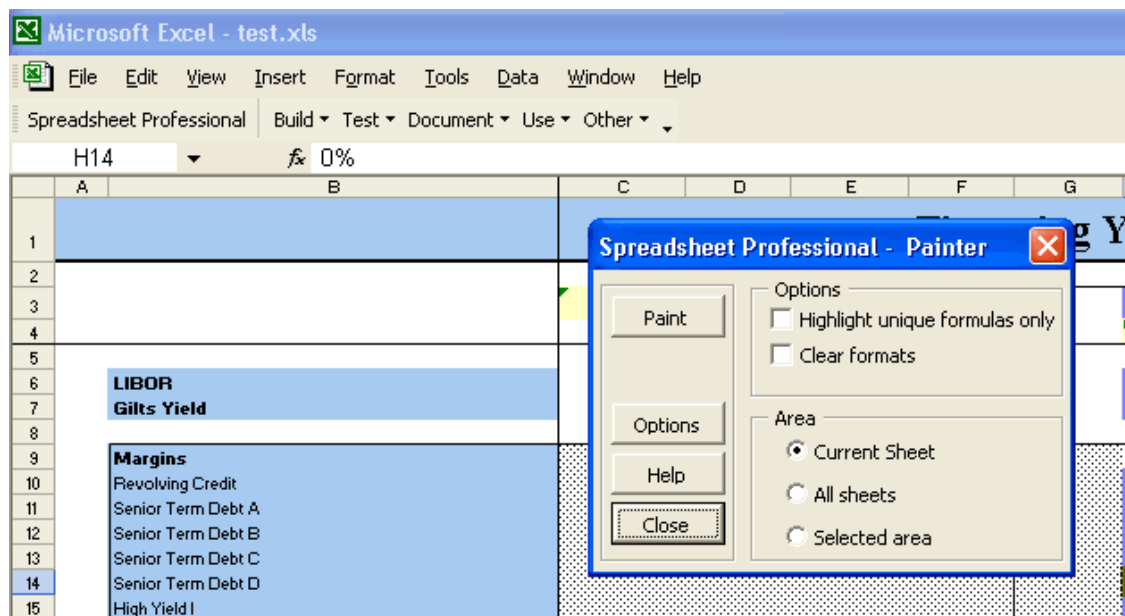 Microsoft Excel - test.xls
File Edit View Insert Format Tools Data Window Help
Spreadsheet Professional Build Test Document Use Other
H14 fx 0%
A B C D E F G
1
g Y
2
3
4
5
6 LIBOR
7 Gilts Yield
8
9 Margins
10 Revolving Credit
11 Senior Term Debt A
12 Senior Term Debt B
13 Senior Term Debt C
14 Senior Term Debt D
15 High Yield I
Spreadsheet Professional - Painter
Paint
Options
Help
Close
Options
Highlight unique formulas only
Clear formats
Area
Current Sheet
All sheets
Selected area